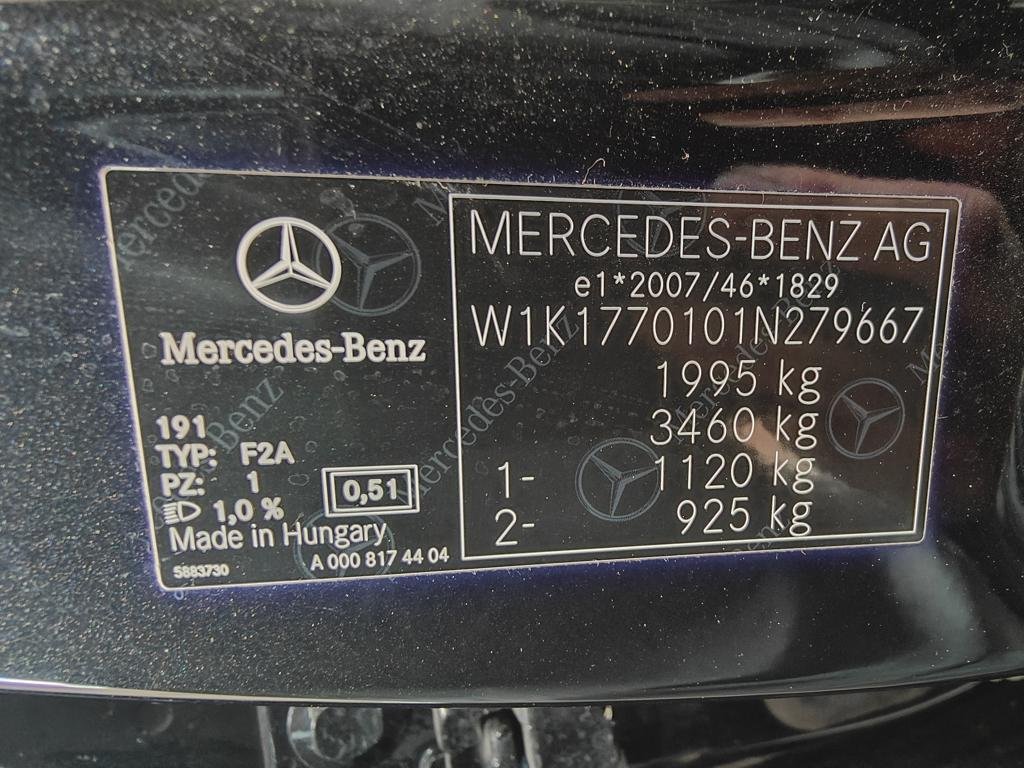 Mercedes-Benz
191
TYP: F2A
PZ: 1
1,0 %
0,51
Made in Hungary
5883730
A 000 817 44 04
MERCEDES-BENZ AG
e1*2007/46*1829
W1K1770101N279667
1995 kg
3460 kg
1- 1120 kg
2- 925 kg